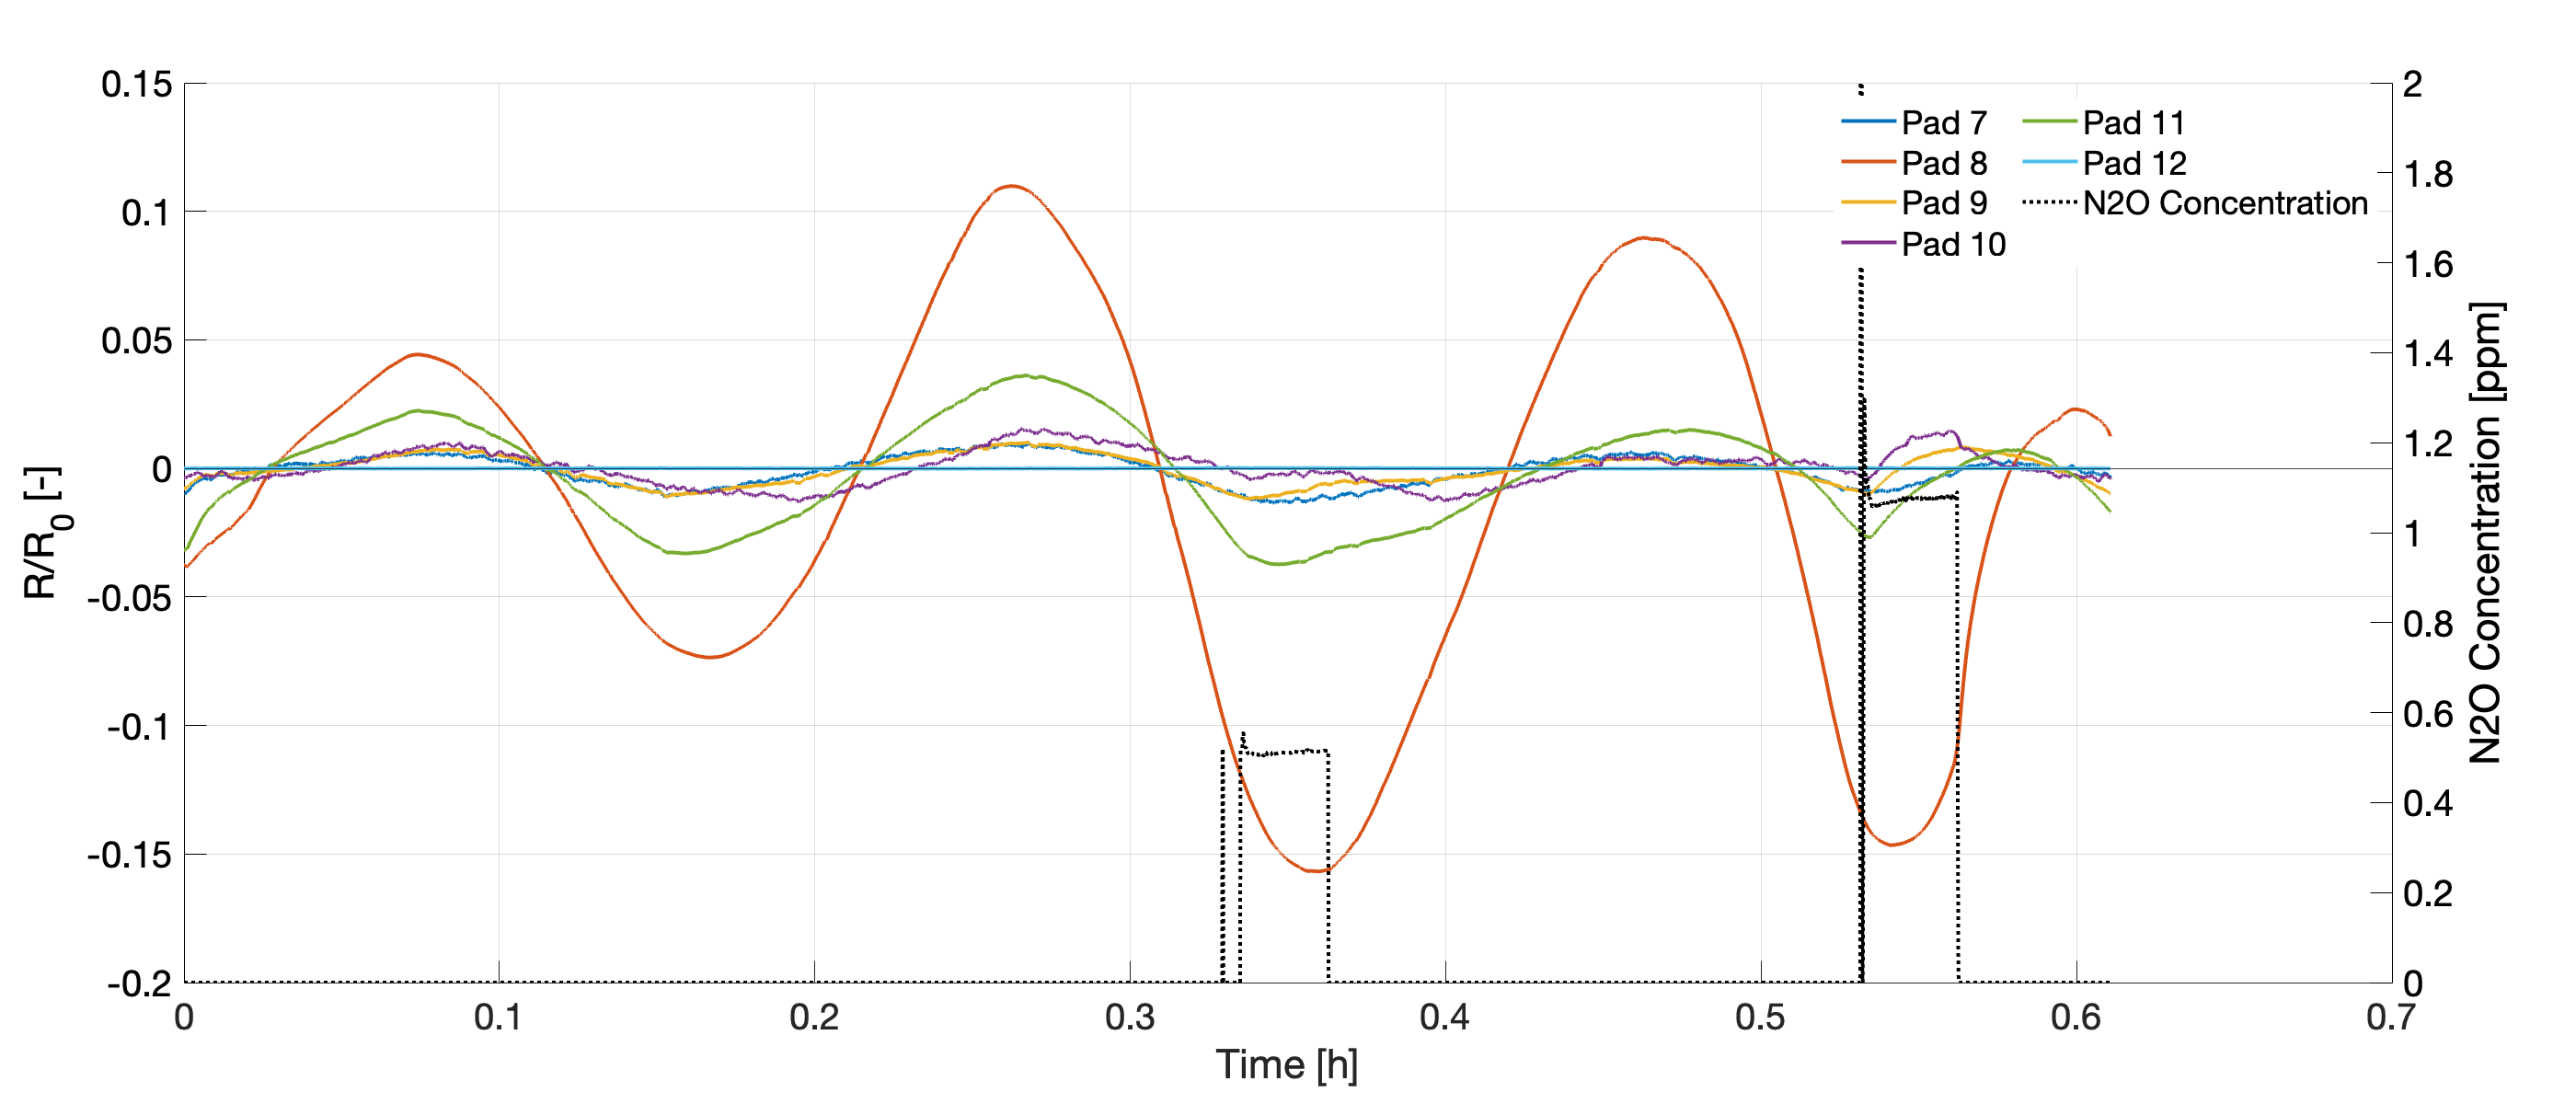 0.15
0.1
0.05
0
-0.05
-0.1
-0.15
-0.2
R/R0 [-]
0
0.1
0.2
0.3
0.4
0.5
0.6
0.7
Time [h]
2
1.8
1.6
1.4
1.2
1
0.8
0.6
0.4
0.2
0
N2O Concentration [ppm]
Pad 7
Pad 8
Pad 9
Pad 10
Pad 11
Pad 12
N2O Concentration